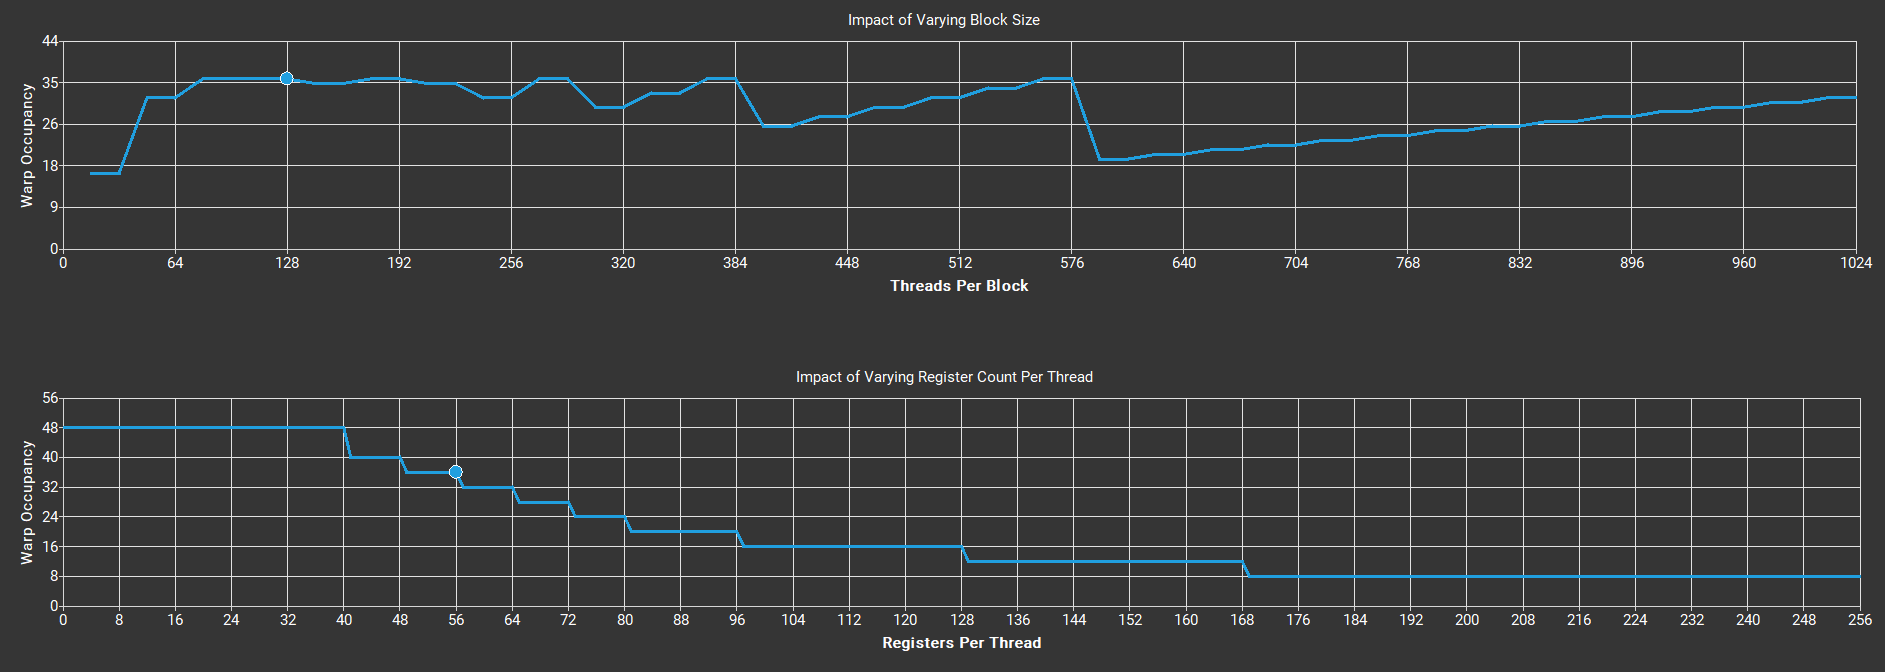 Impact of Varying Block Size
44
35
26
18
9
0
Warp Occupancy
0 64 128 192 256 320 384 448 512 576 640 704 768 832 896 960 1024
Threads Per Block
Impact of Varying Register Count Per Thread
56
48
40
32
24
16
8
0
Warp Occupancy
0 8 16 24 32 40 48 56 64 72 80 88 96 104 112 120 128 136 144 152 160 168 176 184 192 200 208 216 224 232 240 248 256
Registers Per Thread